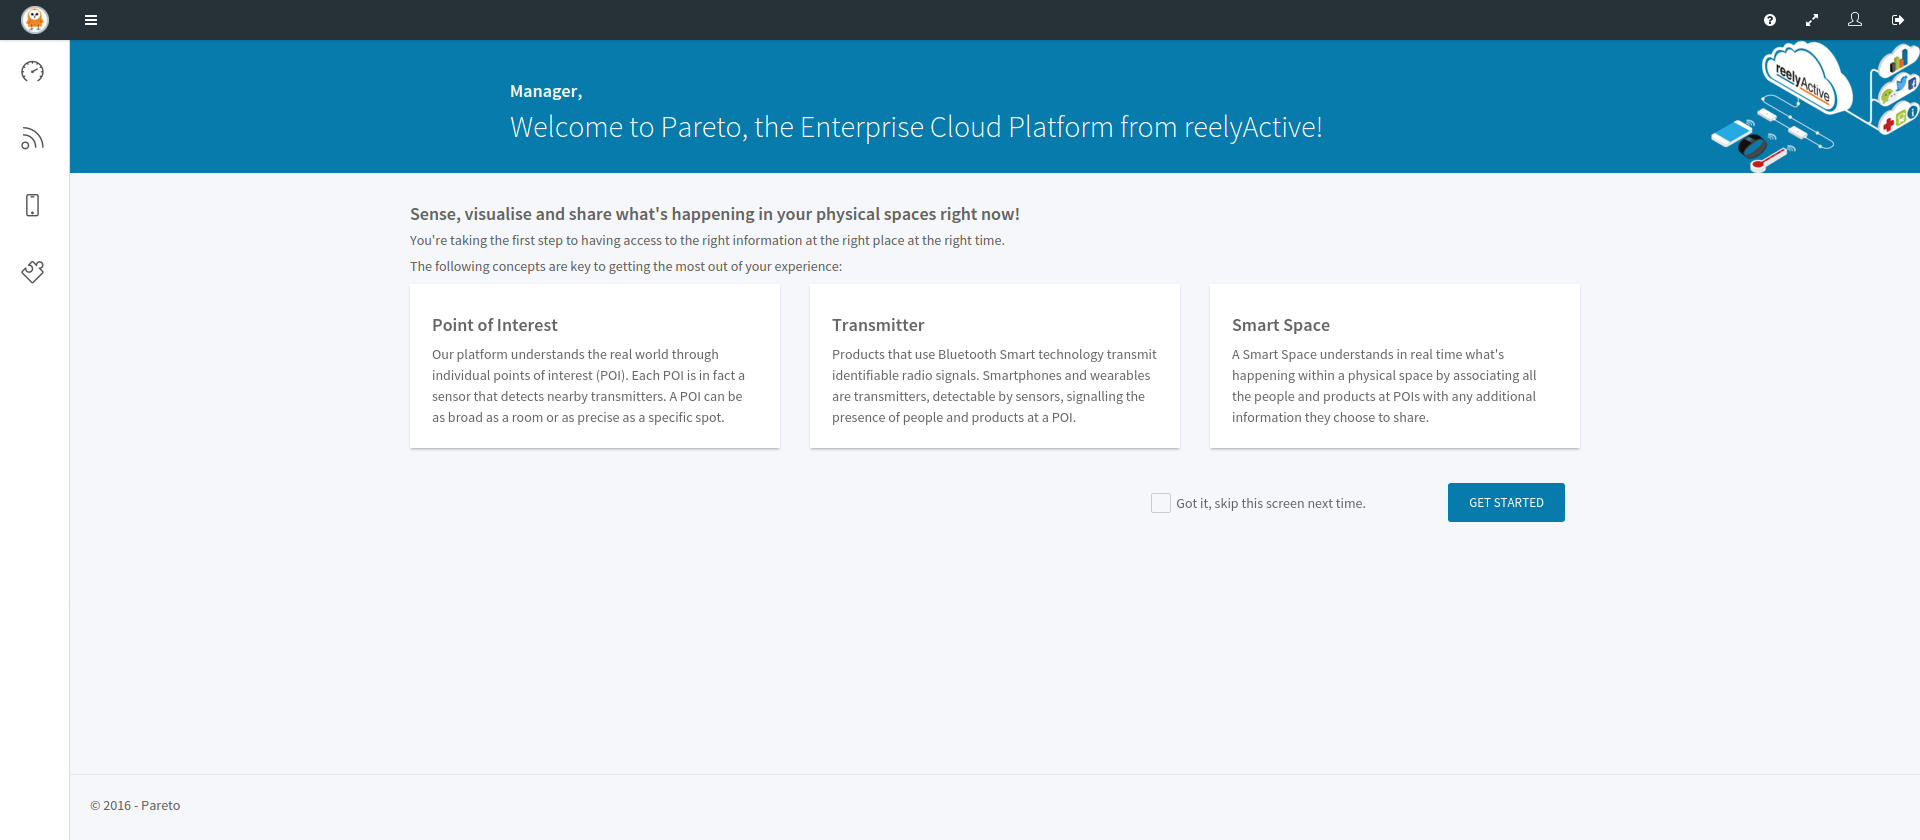 Manager,
Welcome to Pareto, the Enterprise Cloud Platform from reelyActive!
reelyActive
Sense, visualise and share what's happening in your physical spaces right now!
You're taking the first step to having access to the right information at the right place at the right time.
The following concepts are key to getting the most out of your experience:
Point of Interest
Our platform understands the real world through
individual points of interest (POI). Each POI is in fact a
sensor that detects nearby transmitters. A POI can be
as broad as a room or as precise as a specific spot.
Transmitter
Products that use Bluetooth Smart technology transmit
identifiable radio signals. Smartphones and wearables
are transmitters, detectable by sensors, signalling the
presence of people and products at a POI.
Smart Space
A Smart Space understands in real time what's
happening within a physical space by associating all
the people and products at POIs with any additional
information they choose to share.
Got it, skip this screen next time.
GET STARTED
© 2016 - Pareto